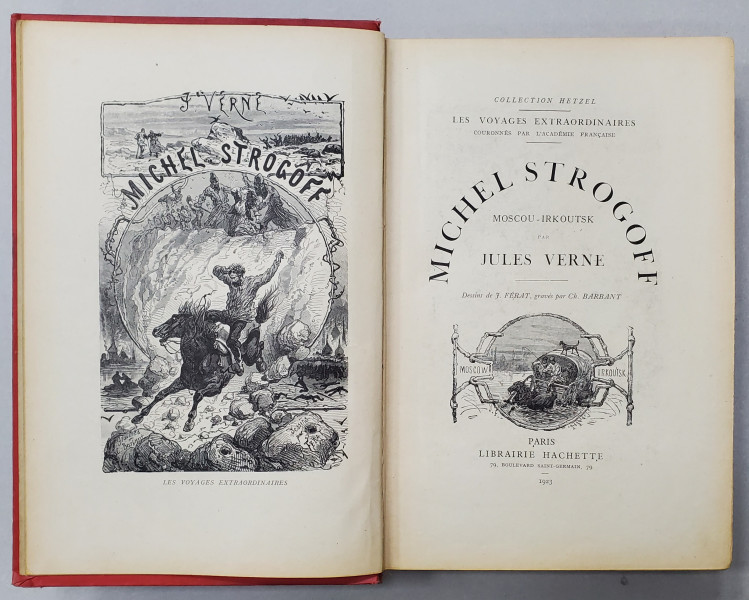 J. VERNE
MICHEL STROGOFF
LES VOYAGES EXTRAORDINAIRES
COLLECTION HETZEL
LES VOYAGES EXTRAORDINAIRES
COURONNÉS PAR L'ACADÉMIE FRANÇAISE
MICHEL STROGOFF
MOSCOU-IRKOUTSK
PAR
JULES VERNE
Dessins de J. FÉRAT, gravés par Ch. BARBANT
MOSCOW
IRKOUTSK
PARIS
LIBRAIRIE HACHETTE
79, BOULEVARD SAINT-GERMAIN, 79
1923